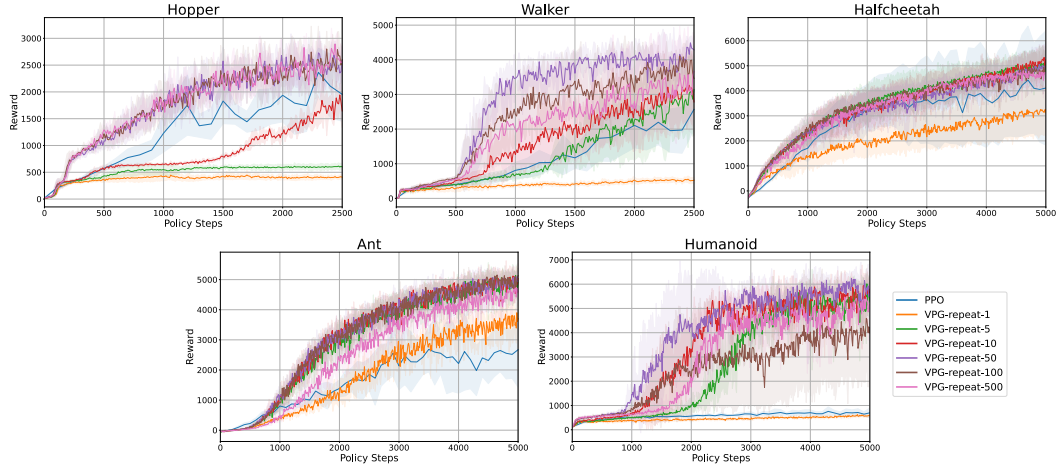 Hopper
Walker
Halfcheetah
3000
2500
2000
1500
1000
500
0
Reward
0 500 1000 1500 2000 2500
Policy Steps
5000
4000
3000
2000
1000
0
Reward
0 500 1000 1500 2000 2500
Policy Steps
6000
5000
4000
3000
2000
1000
0
Reward
0 1000 2000 3000 4000 5000
Policy Steps
Ant
Humanoid
5000
4000
3000
2000
1000
0
Reward
0 1000 2000 3000 4000 5000
Policy Steps
7000
6000
5000
4000
3000
2000
1000
0
Reward
0 1000 2000 3000 4000 5000
Policy Steps
PPO
VPG-repeat-1
VPG-repeat-5
VPG-repeat-10
VPG-repeat-50
VPG-repeat-100
VPG-repeat-500